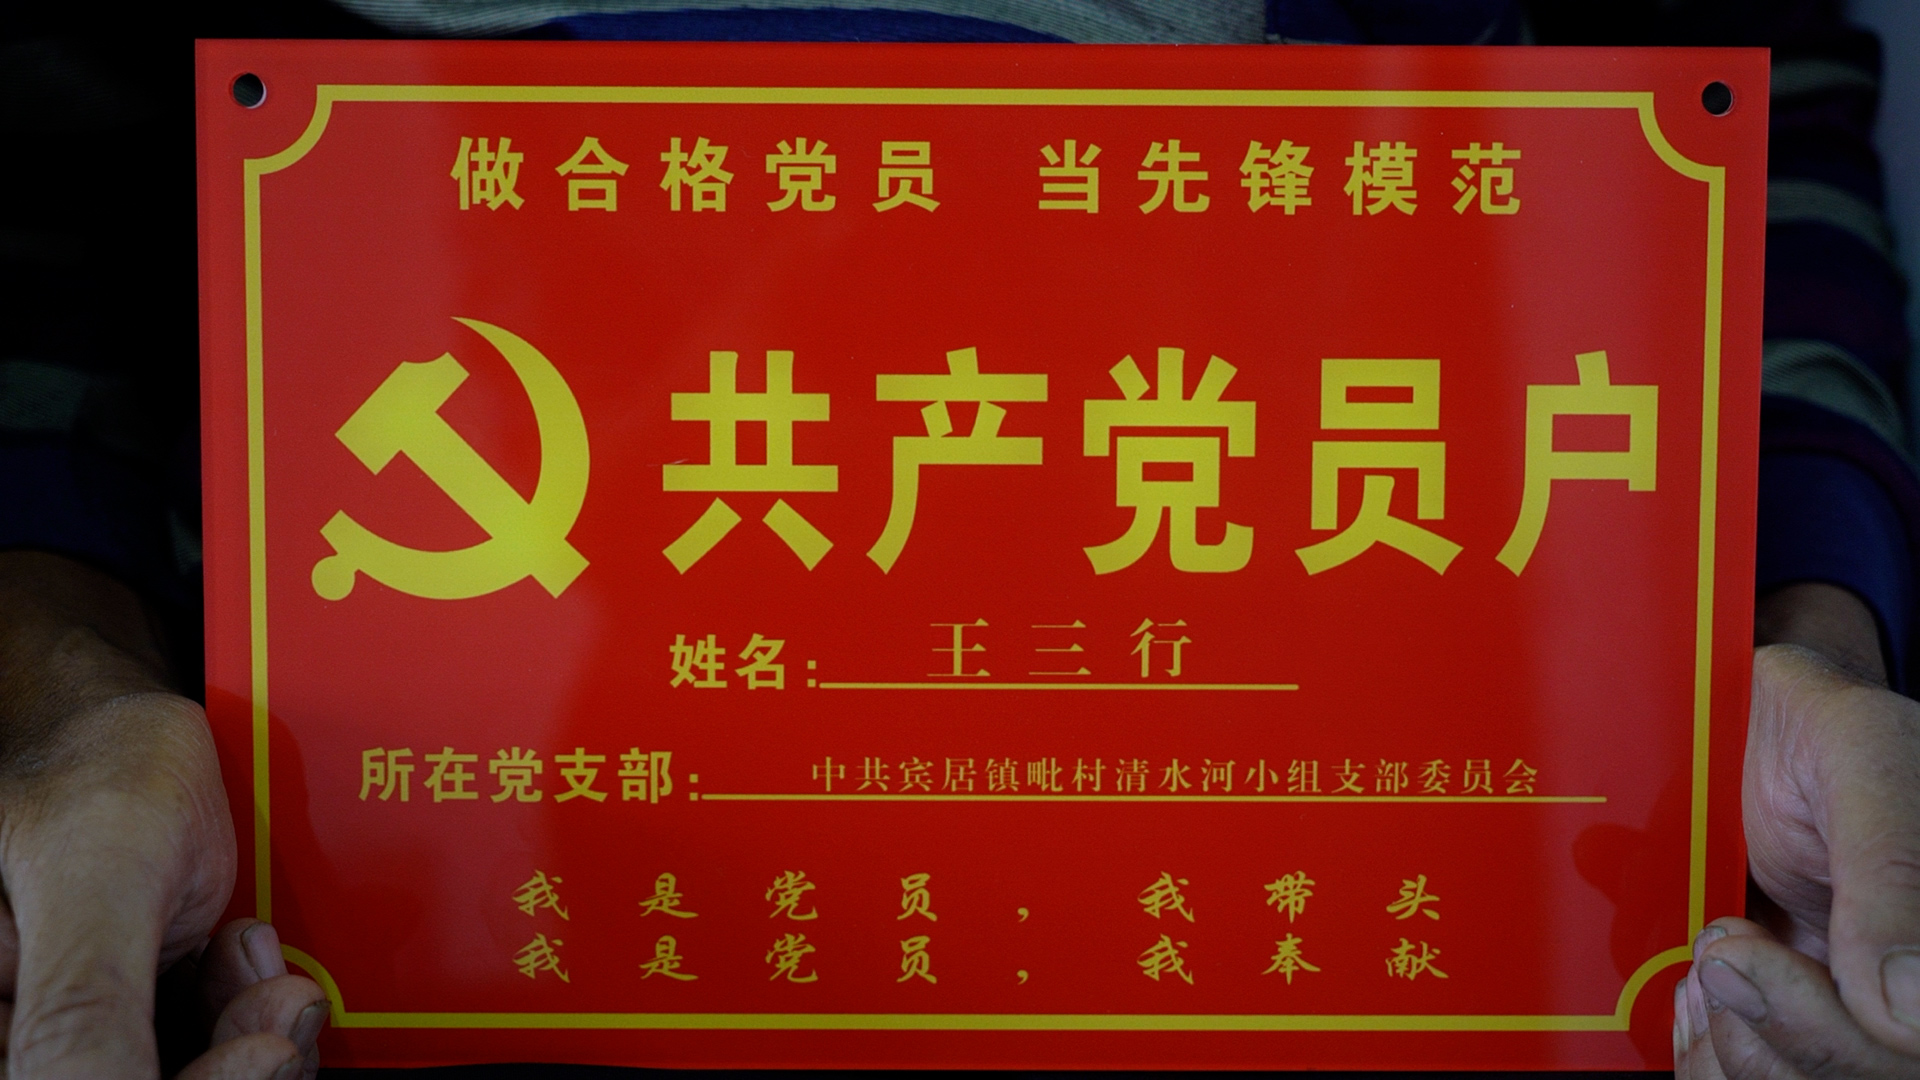 做合格党员 当先锋模范
共产党员户
姓名：王三行
所在党支部：中共宾居镇毗村清水河小组支部委员会
我是党员，我带头
我是党员，我奉献